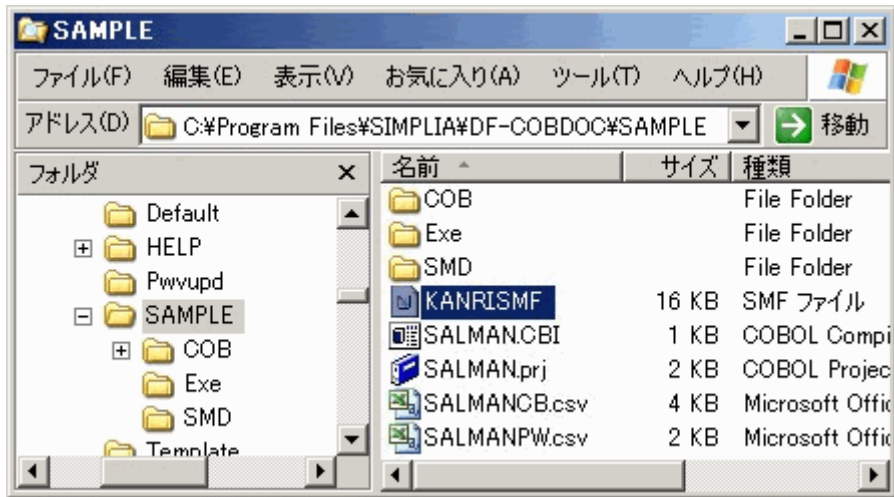 SAMPLE
ファイル(F) 編集(E) 表示(V) お気に入り(A) ツール(T) ヘルプ(H)
アドレス(D) C:¥Program Files¥SIMPLIA¥DF-COBDOC¥SAMPLE 移動
フォルダ
Default
HELP
Pwvupd
SAMPLE
COB
Exe
SMD
Template
名前 サイズ 種類
COB File Folder
Exe File Folder
SMD File Folder
KANRISMF 16 KB SMF ファイル
SALMAN.CBI 1 KB COBOL Compi
SALMAN.prj 2 KB COBOL Projec
SALMANCB.csv 4 KB Microsoft Offic
SALMANPW.csv 2 KB Microsoft Offic